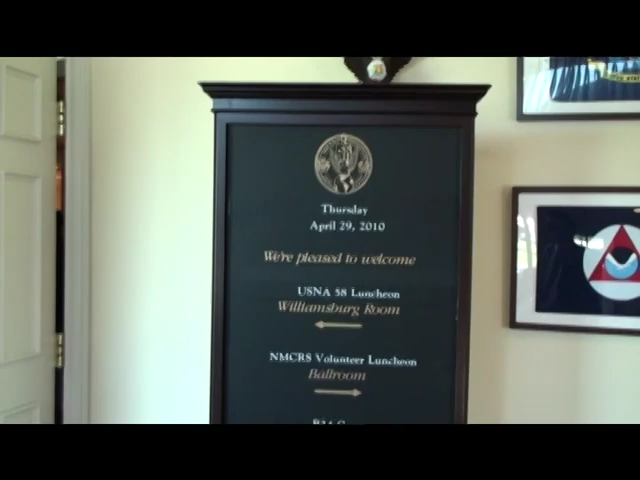 Thursday
April 29, 2010
We're pleased to welcome
USNA 58 Luncheon
Williamsburg Room
NMCRS Volunteer Luncheon
Ballroom